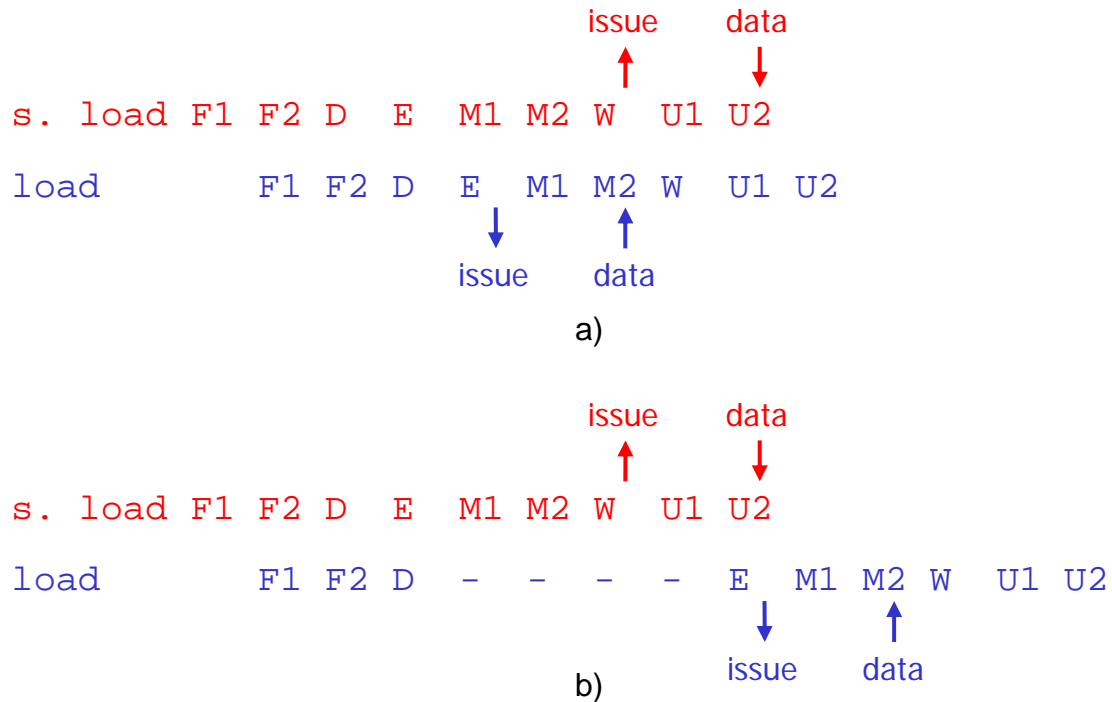 issue data
s. load F1 F2 D E M1 M2 W U1 U2
load F1 F2 D E M1 M2 W U1 U2
issue data
a)
issue data
s. load F1 F2 D E M1 M2 W U1 U2
load F1 F2 D - - - - E M1 M2 W U1 U2
issue data
b)